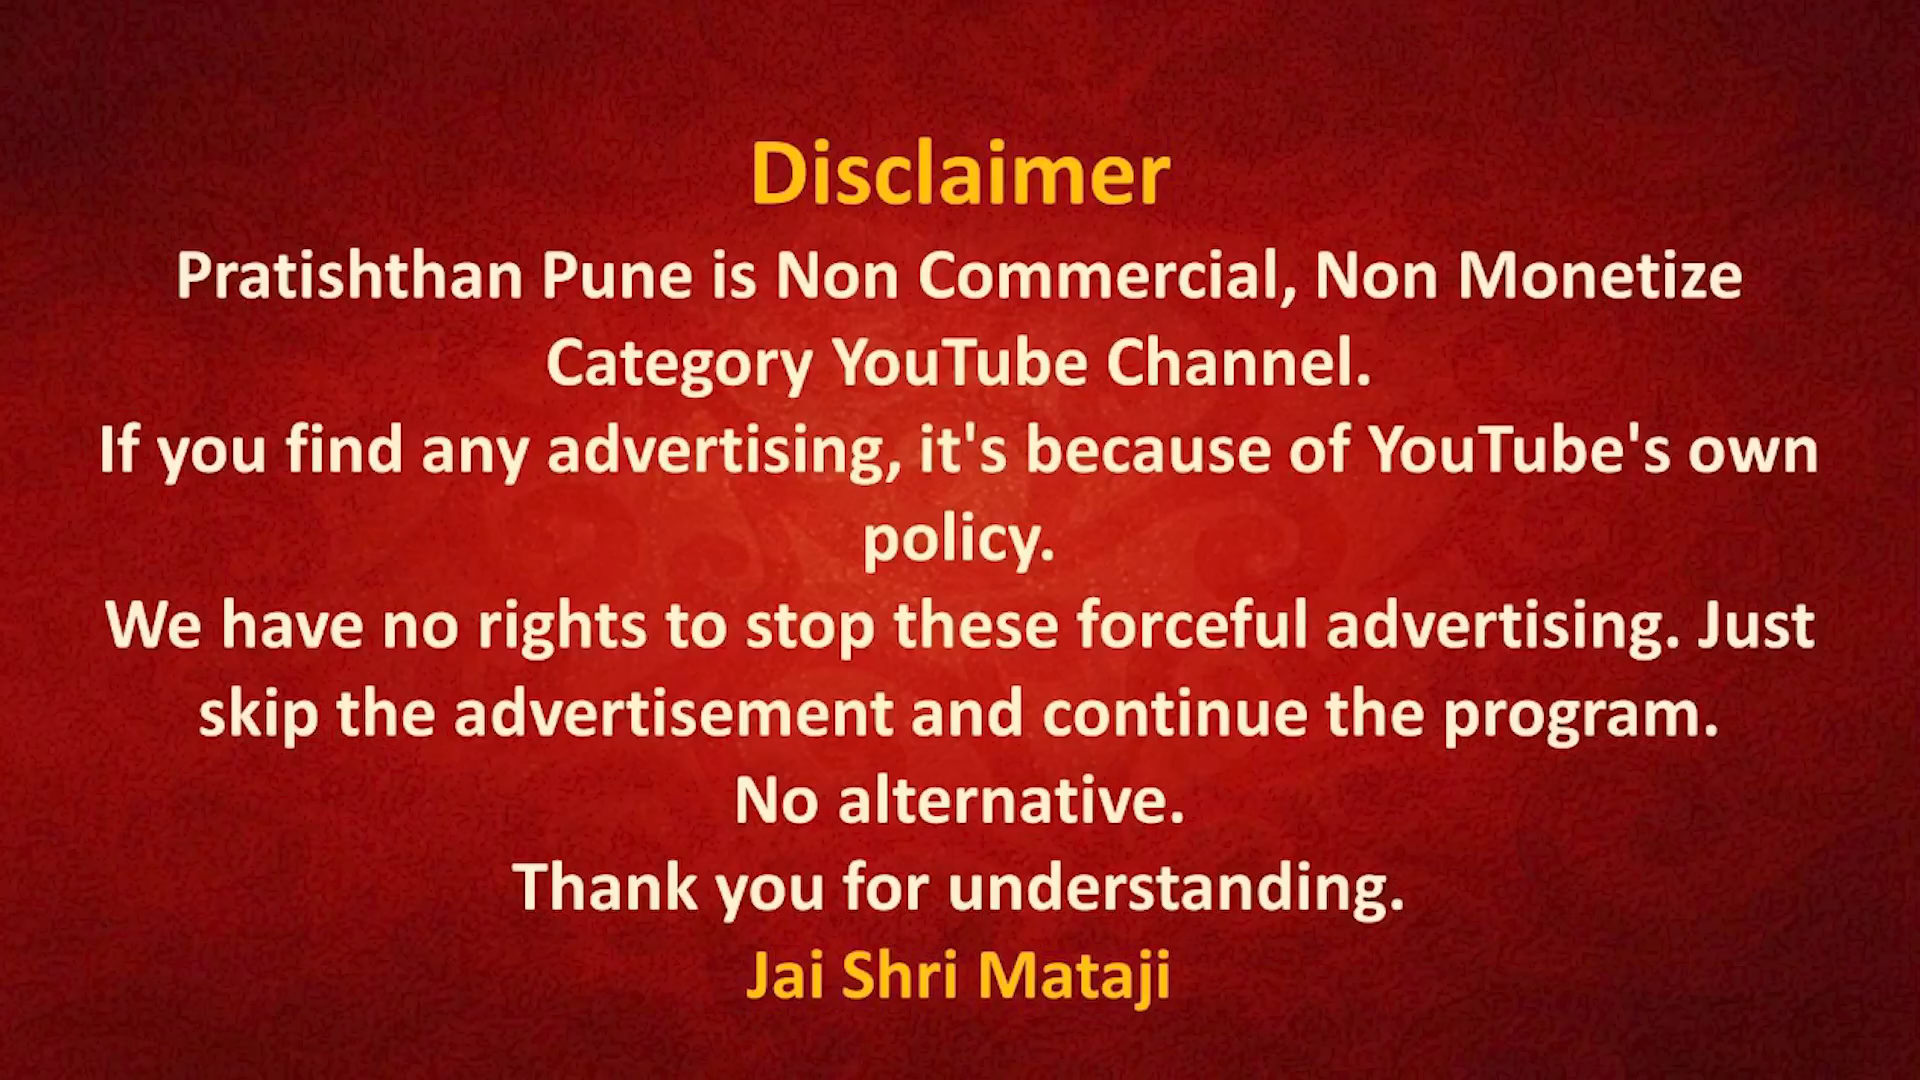 Disclaimer
Pratishthan Pune is Non Commercial, Non Monetize
Category YouTube Channel.
If you find any advertising, it's because of YouTube's own
policy.
We have no rights to stop these forceful advertising. Just
skip the advertisement and continue the program.
No alternative.
Thank you for understanding.
Jai Shri Mataji